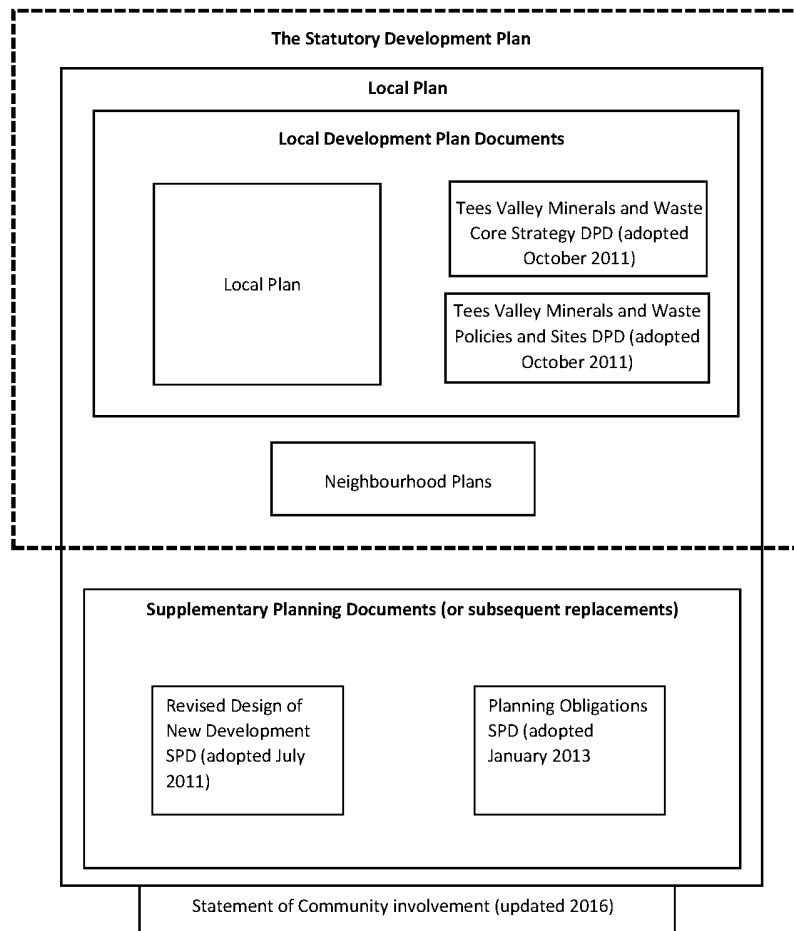 The Statutory Development Plan
Local Plan
Local Development Plan Documents
Local Plan
Tees Valley Minerals and Waste
Core Strategy DPD (adopted
October 2011)
Tees Valley Minerals and Waste
Policies and Sites DPD (adopted
October 2011)
Neighbourhood Plans
Supplementary Planning Documents (or subsequent replacements)
Revised Design of
New Development
SPD (adopted July
2011)
Planning Obligations
SPD (adopted
January 2013
Statement of Community involvement (updated 2016)